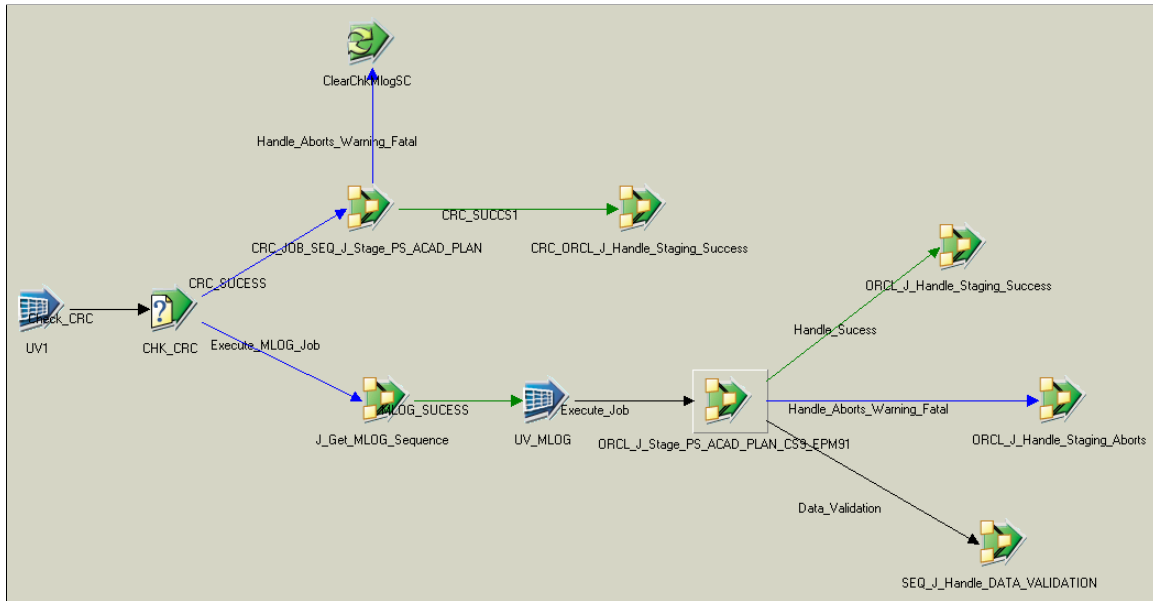 ClearChkMlogSC
Handle_Aborts_Warning_Fatal
CRC_SUCCS1
CRC_JOB_SEQ_J_Stage_PS_ACAD_PLAN
CRC_ORCL_J_Handle_Staging_Success
CRC_SUCESS
ORCL_J_Handle_Staging_Success
Check_CRC
UV1
CHK_CRC
Execute_MLOG_Job
Handle_Sucess
MLOG_SUCESS
Execute_Job
Handle_Aborts_Warning_Fatal
J_Get_MLOG_Sequence
UV_MLOG
ORCL_J_Stage_PS_ACAD_PLAN_CS9_EPM91
ORCL_J_Handle_Staging_Aborts
Data_Validation
SEQ_J_Handle_DATA_VALIDATION